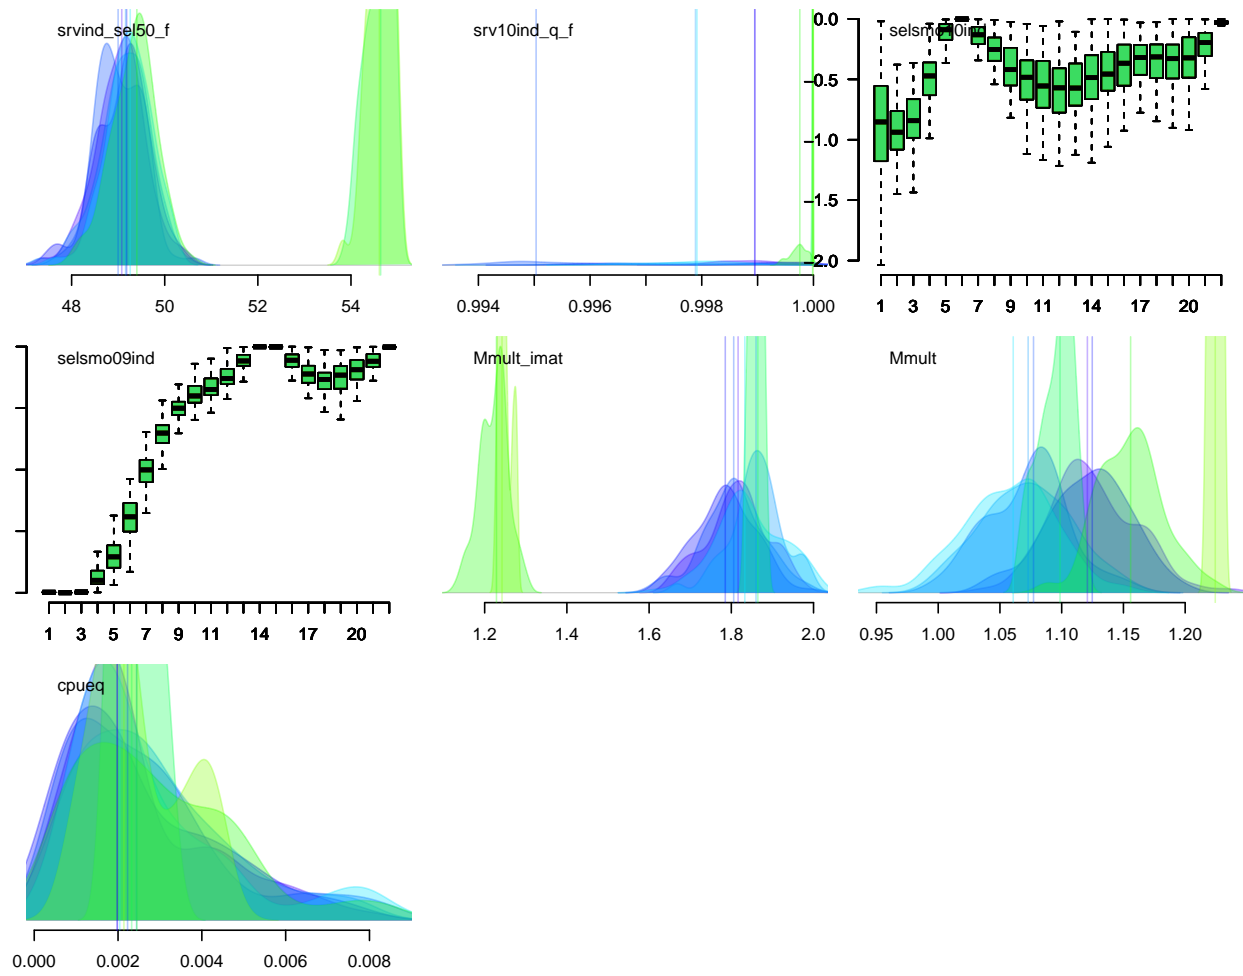 srvind_sel50_f
48 50 52 54
srv10ind_q_f
0.994 0.996 0.998 1.000
selsmo10ind
0.0
−0.5
−1.0
−1.5
−2.0
1 3 5 7 9 11 14 17 20
selsmo09ind
1 3 5 7 9 11 14 17 20
Mmult_imat
1.2 1.4 1.6 1.8 2.0
Mmult
0.95 1.00 1.05 1.10 1.15 1.20
cpueq
0.000 0.002 0.004 0.006 0.008